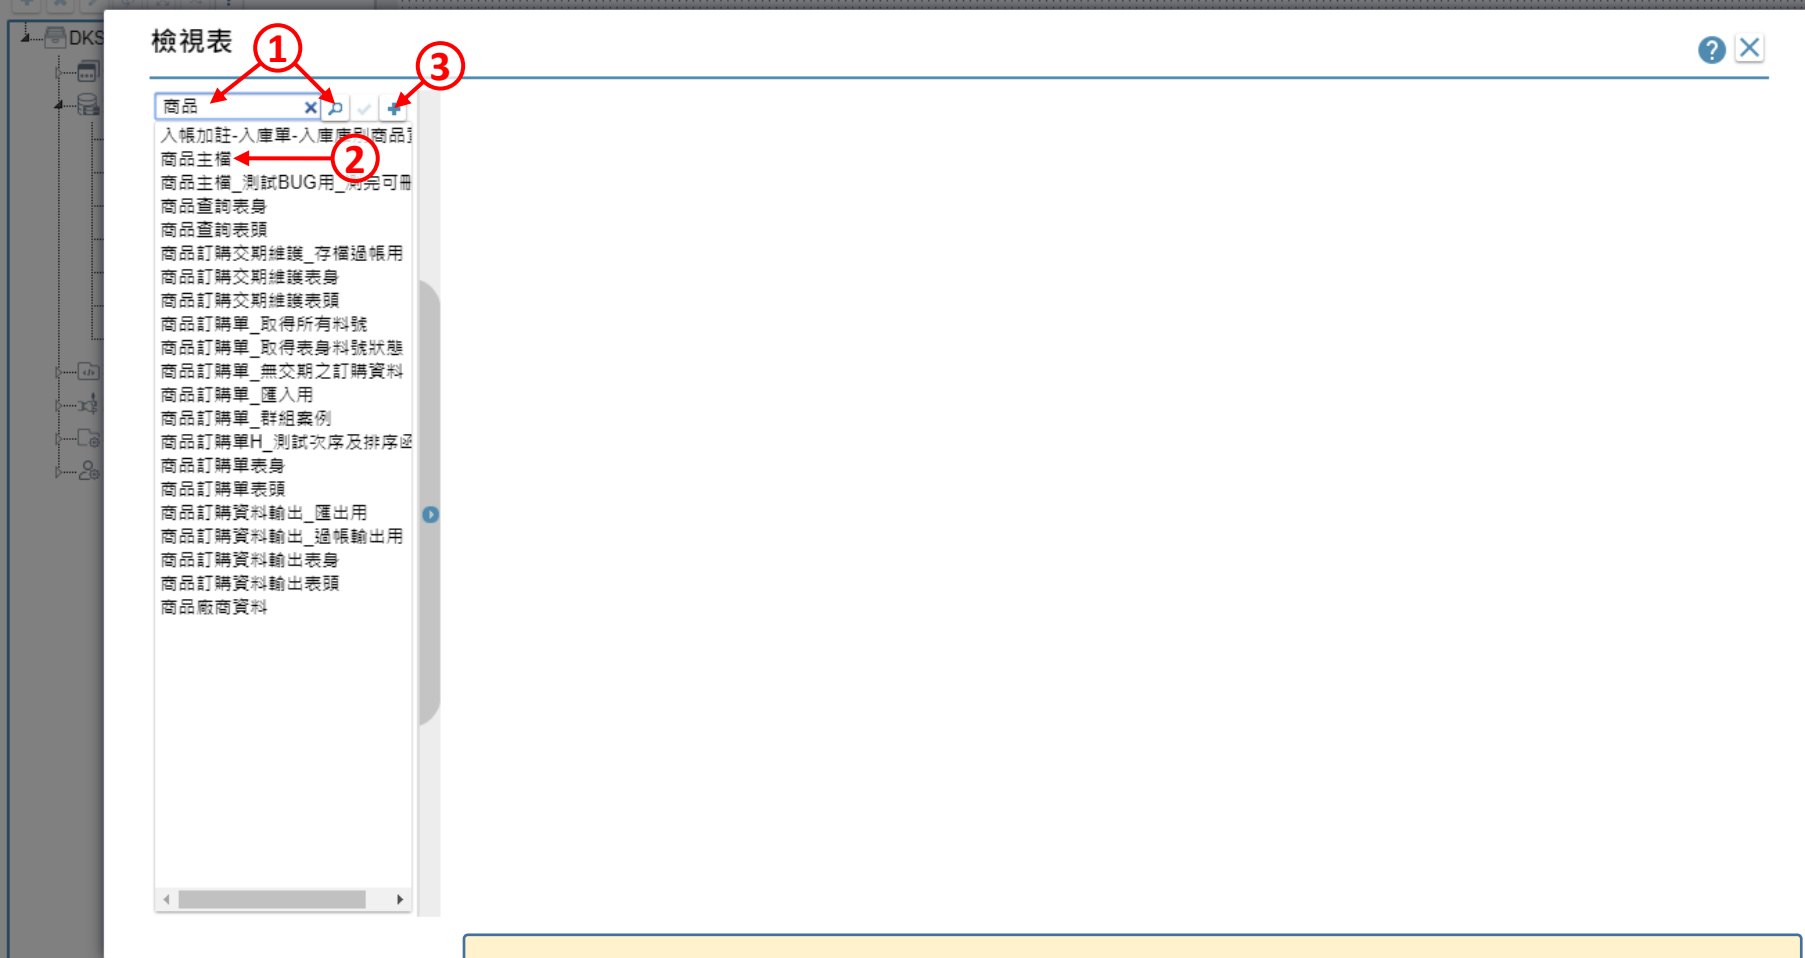 DKS
檢視表
1
3
商品
入帳加註-入庫單-入庫庫別商品
商品主檔
2
商品主檔_測試BUG用_測完可刪
商品查詢表身
商品查詢表頭
商品訂購交期維護_存檔過帳用
商品訂購交期維護表身
商品訂購交期維護表頭
商品訂購單_取得所有料號
商品訂購單_取得表身料號狀態
商品訂購單_無交期之訂購資料
商品訂購單_匯入用
商品訂購單_群組案例
商品訂購單H_測試次序及排序函
商品訂購單表身
商品訂購單表頭
商品訂購資料輸出_匯出用
商品訂購資料輸出_過帳輸出用
商品訂購資料輸出表身
商品訂購資料輸出表頭
商品廠商資料